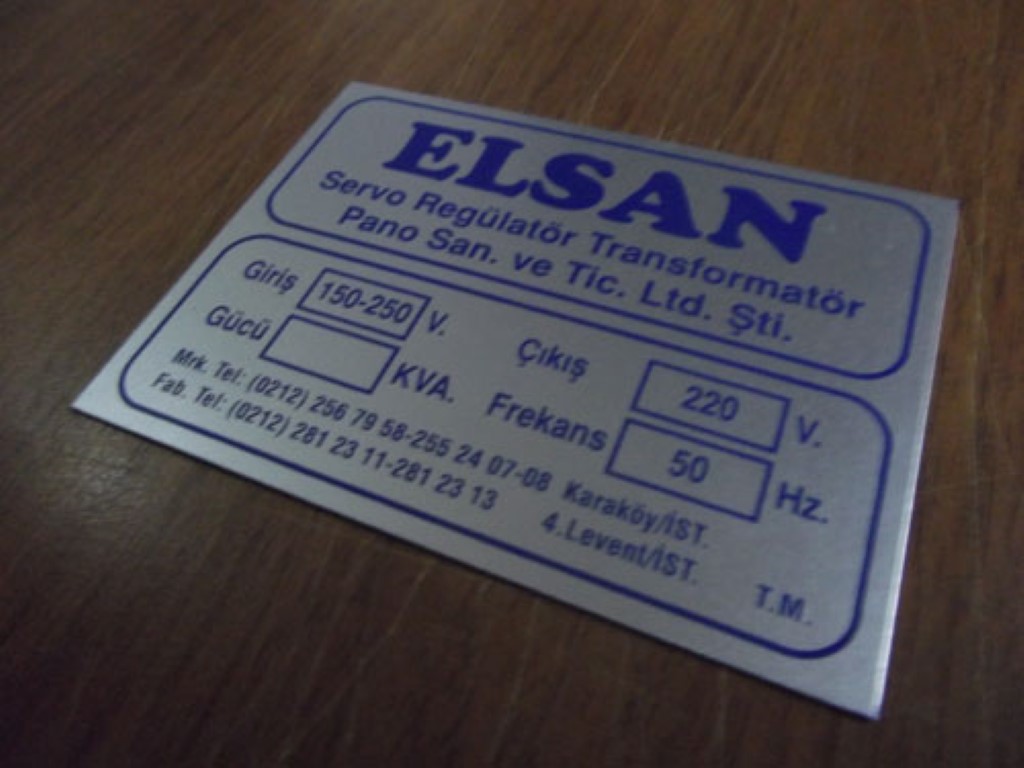 ELSAN
Servo Regülatör Transformatör
Pano San. ve Tic. Ltd. Şti.
Giriş 150-250 V. Çıkış 220 V.
Gücü KVA. Frekans 50 Hz.
Mrk. Tel: (0212) 256 79 58-255 24 07-08 Karaköy/İST.
Fab. Tel: (0212) 281 23 11-281 23 13 4.Levent/İST.
T.M.